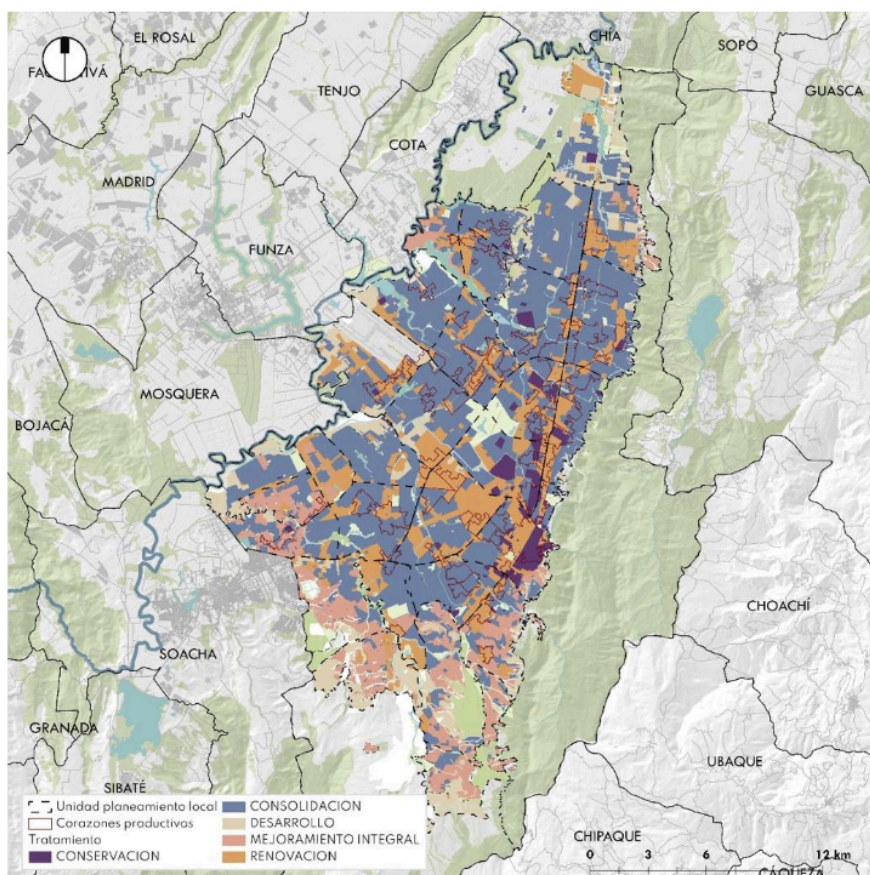 EL ROSAL
CHÍA
SOPÓ
TENJO
GUASCA
COTA
MADRID
FUNZA
MOSQUERA
BOJACÁ
CHOACHÍ
SOACHA
GRANADA
UBAQUE
SIBATÉ
Unidad planeamiento local
Corazones productivos
Tratamiento
CONSERVACION
CONSOLIDACION
DESARROLLO
MEJORAMIENTO INTEGRAL
RENOVACION
CHIPAQUE
0 3 6 12 km
CÁQUEZA